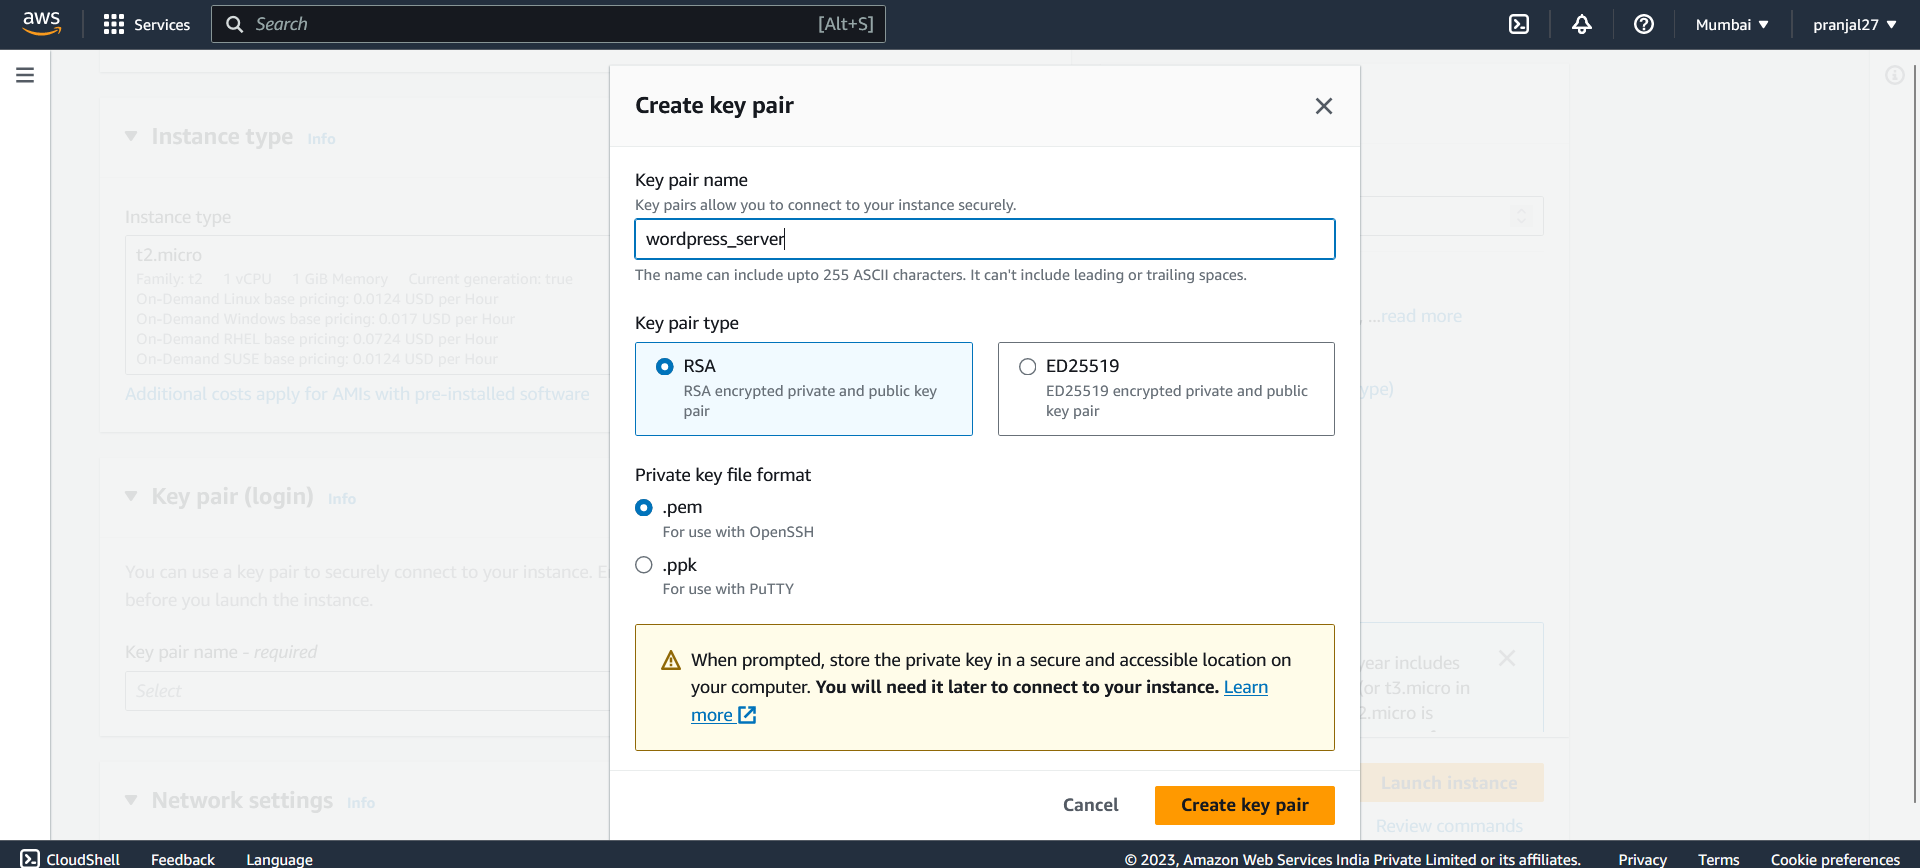 aws
Services
Search
[Alt+S]
Mumbai
pranjal27
Instance type Info
Instance type
t2.micro
Family: t2 1 vCPU 1 GiB Memory Current generation: true
On-Demand Linux base pricing: 0.0124 USD per Hour
On-Demand Windows base pricing: 0.017 USD per Hour
On-Demand RHEL base pricing: 0.0724 USD per Hour
On-Demand SUSE base pricing: 0.0124 USD per Hour
Additional costs apply for AMIs with pre-installed software
Key pair (login) Info
You can use a key pair to securely connect to your instance.
before you launch the instance.
Key pair name - required
Select
Network settings Info
Create key pair
Key pair name
Key pairs allow you to connect to your instance securely.
wordpress_server
The name can include upto 255 ASCII characters. It can't include leading or trailing spaces.
Key pair type
RSA
RSA encrypted private and public key
pair
ED25519
ED25519 encrypted private and public
key pair
Private key file format
.pem
For use with OpenSSH
.ppk
For use with PuTTY
When prompted, store the private key in a secure and accessible location on
your computer. You will need it later to connect to your instance. Learn
more
Cancel
Create key pair
, ...read more
ype)
year includes
(or t3.micro in
2.micro is
Launch instance
Review commands
CloudShell
Feedback
Language
© 2023, Amazon Web Services India Private Limited or its affiliates.
Privacy
Terms
Cookie preferences